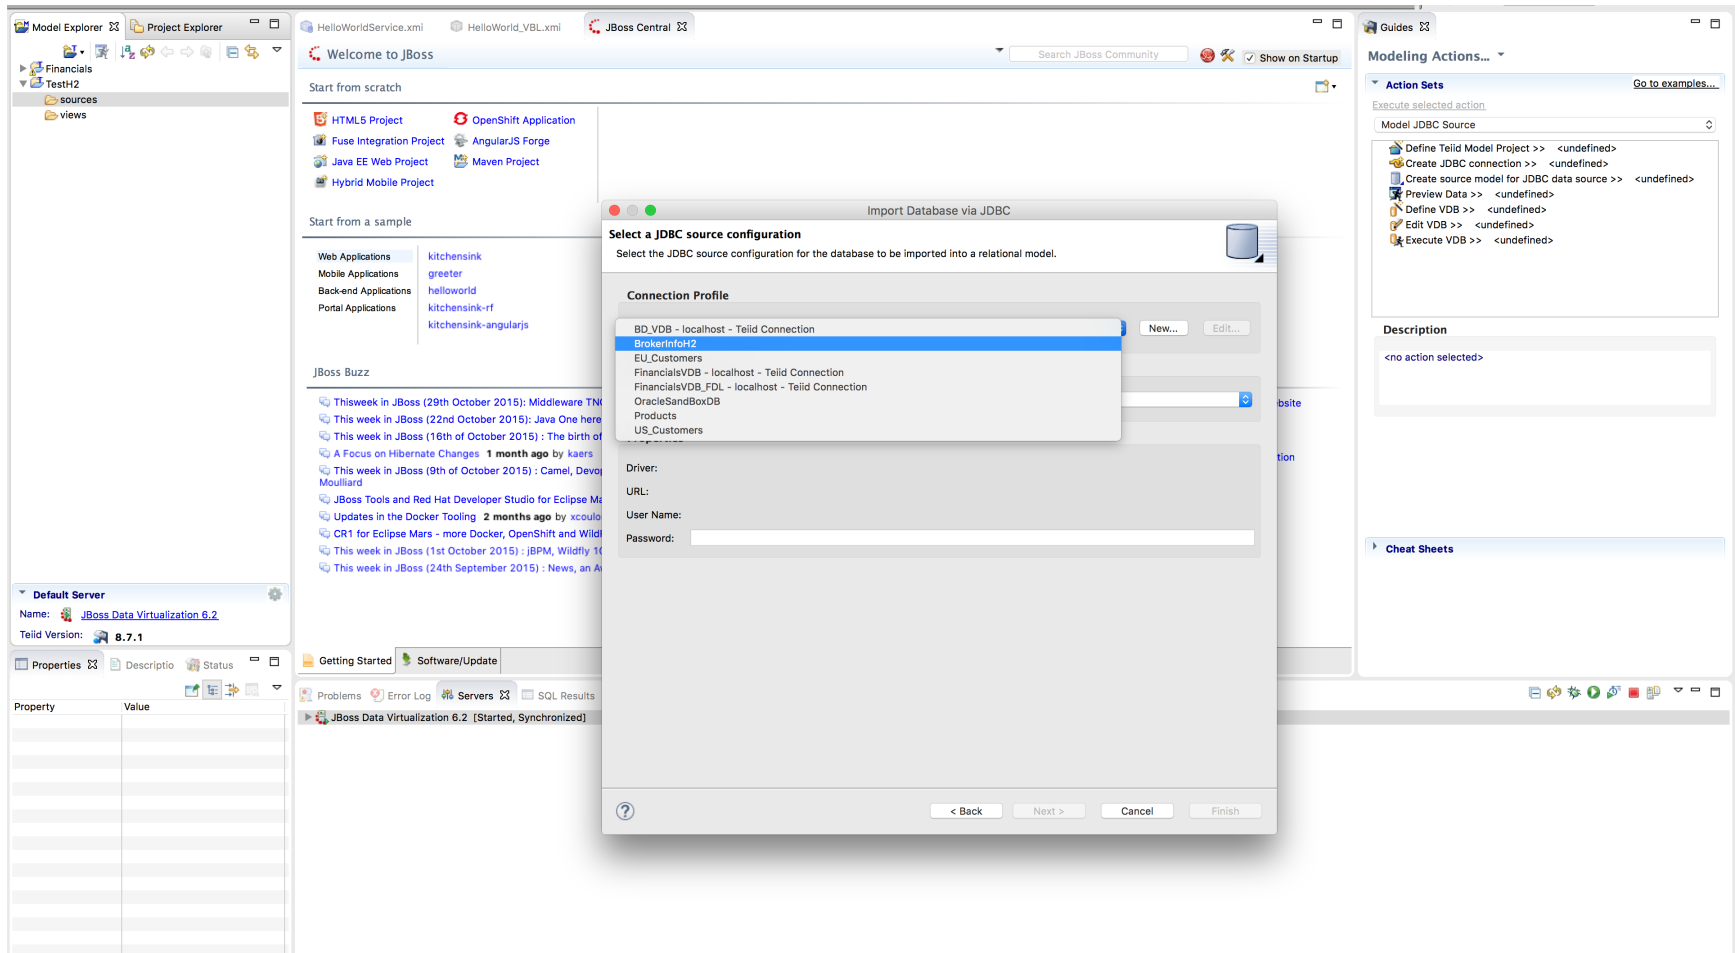 Model Explorer
Project Explorer
Financials
TestH2
sources
views
Default Server
Name: JBoss Data Virtualization 6.2
Teiid Version: 8.7.1
Properties
Descriptio
Status
Property Value
HelloWorldService.xmi
HelloWorld_VBL.xmi
JBoss Central
Welcome to JBoss
Search JBoss Community
Show on Startup
Start from scratch
HTML5 Project
OpenShift Application
Fuse Integration Project
AngularJS Forge
Java EE Web Project
Maven Project
Hybrid Mobile Project
Start from a sample
Web Applications
Mobile Applications
Back-end Applications
Portal Applications
kitchensink
greeter
helloworld
kitchensink-rf
kitchensink-angularjs
JBoss Buzz
Thisweek in JBoss (29th October 2015): Middleware TN
This week in JBoss (22nd October 2015): Java One here
This week in JBoss (16th of October 2015) : The birth of
A Focus on Hibernate Changes 1 month ago by kaers
This week in JBoss (9th of October 2015) : Camel, Devo
Moulliard
JBoss Tools and Red Hat Developer Studio for Eclipse Ma
Updates in the Docker Tooling 2 months ago by xcoulo
CR1 for Eclipse Mars - more Docker, OpenShift and Wild
This week in JBoss (1st October 2015) : jBPM, Wildfly 10
This week in JBoss (24th September 2015) : News, an A
bsite
tion
Getting Started
Software/Update
Import Database via JDBC
Select a JDBC source configuration
Select the JDBC source configuration for the database to be imported into a relational model.
Connection Profile
BD_VDB - localhost - Teiid Connection
BrokerInfoH2
EU_Customers
FinancialsVDB - localhost - Teiid Connection
FinancialsVDB_FDL - localhost - Teiid Connection
OracleSandBoxDB
Products
US_Customers
New...
Edit...
Properties
Driver:
URL:
User Name:
Password:
?
< Back
Next >
Cancel
Finish
Problems
Error Log
Servers
SQL Results
JBoss Data Virtualization 6.2 [Started, Synchronized]
Guides
Modeling Actions...
Action Sets
Go to examples...
Execute selected action
Model JDBC Source
Define Teiid Model Project >> <undefined>
Create JDBC connection >> <undefined>
Create source model for JDBC data source >> <undefined>
Preview Data >> <undefined>
Define VDB >> <undefined>
Edit VDB >> <undefined>
Execute VDB >> <undefined>
Description
<no action selected>
Cheat Sheets